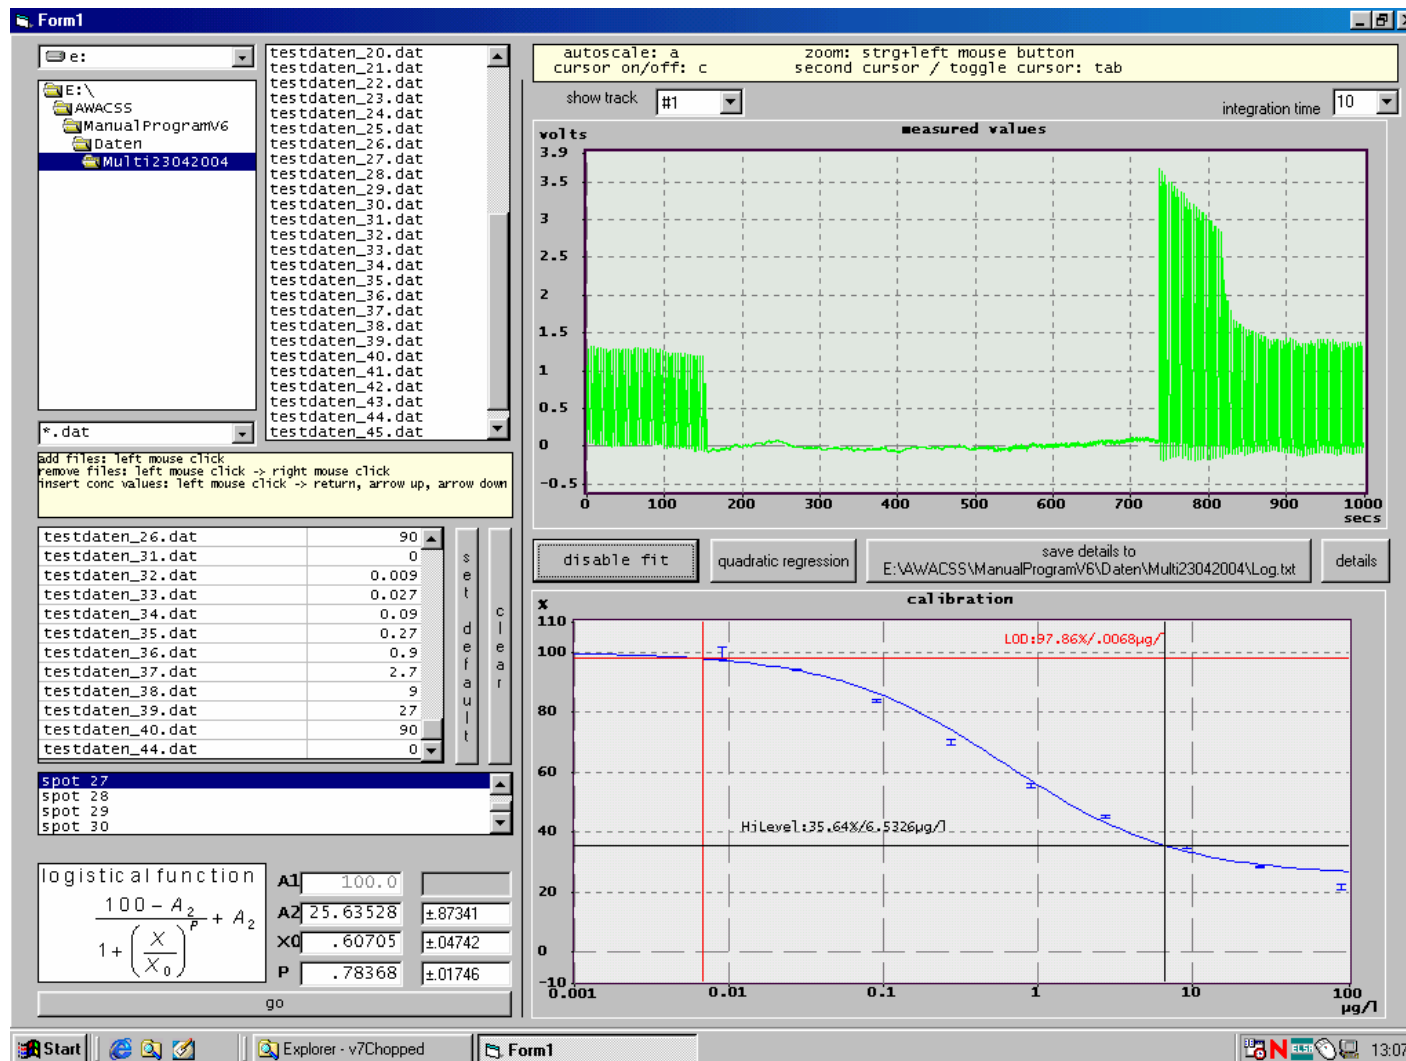 Form1
e:
E:\
AWACSS
ManualProgramV6
Daten
Multi23042004
*.dat
testdaten_20.dat
testdaten_21.dat
testdaten_22.dat
testdaten_23.dat
testdaten_24.dat
testdaten_25.dat
testdaten_26.dat
testdaten_27.dat
testdaten_28.dat
testdaten_29.dat
testdaten_30.dat
testdaten_31.dat
testdaten_32.dat
testdaten_33.dat
testdaten_34.dat
testdaten_35.dat
testdaten_36.dat
testdaten_37.dat
testdaten_38.dat
testdaten_39.dat
testdaten_40.dat
testdaten_41.dat
testdaten_42.dat
testdaten_43.dat
testdaten_44.dat
testdaten_45.dat
add files: left mouse click
remove files: left mouse click -> right mouse click
insert conc values: left mouse click -> return, arrow up, arrow down
testdaten_26.dat 90
testdaten_31.dat 0
testdaten_32.dat 0.009
testdaten_33.dat 0.027
testdaten_34.dat 0.09
testdaten_35.dat 0.27
testdaten_36.dat 0.9
testdaten_37.dat 2.7
testdaten_38.dat 9
testdaten_39.dat 27
testdaten_40.dat 90
testdaten_44.dat 0
set default
clear
spot 27
spot 28
spot 29
spot 30
logistical function
100 - A2
1 + (X / X0)^P + A2
A1 100.0
A2 25.63528 ±.87341
X0 .60705 ±.04742
P .78368 ±.01746
go
autoscale: a zoom: strg+left mouse button
cursor on/off: c second cursor / toggle cursor: tab
show track #1
integration time 10
measured values
volts
3.9
3.5
3
2.5
2
1.5
1
0.5
0
-0.5
0 100 200 300 400 500 600 700 800 900 1000
secs
disable fit
quadratic regression
save details to
E:\AWACSS\ManualProgramV6\Daten\Multi23042004\Log.txt
details
calibration
%
110
100
80
60
40
20
0
-10
LOD:97.86%/.0068µg/l
HiLevel:35.64%/6.5326µg/l
0.001 0.01 0.1 1 10 100
µg/l
Start
Explorer - v7Chopped
Form1
N
ELSA
13:07